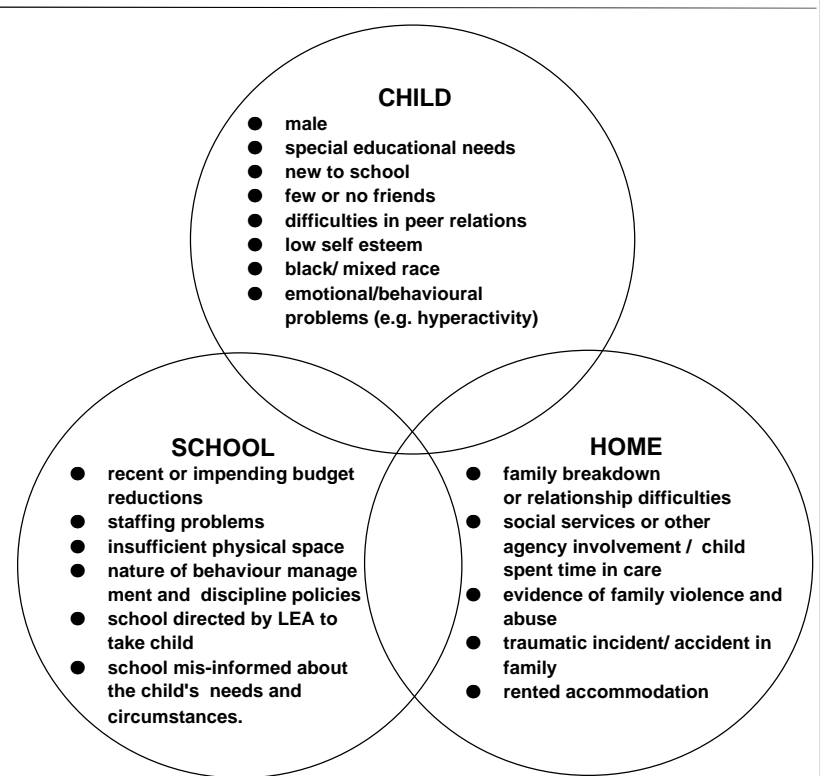 CHILD
● male
● special educational needs
● new to school
● few or no friends
● difficulties in peer relations
● low self esteem
● black/ mixed race
● emotional/behavioural
problems (e.g. hyperactivity)
SCHOOL
● recent or impending budget
reductions
● staffing problems
● insufficient physical space
● nature of behaviour manage
ment and discipline policies
● school directed by LEA to
take child
● school mis-informed about
the child's needs and
circumstances.
HOME
● family breakdown
or relationship difficulties
● social services or other
agency involvement / child
spent time in care
● evidence of family violence and
abuse
● traumatic incident/ accident in
family
● rented accommodation